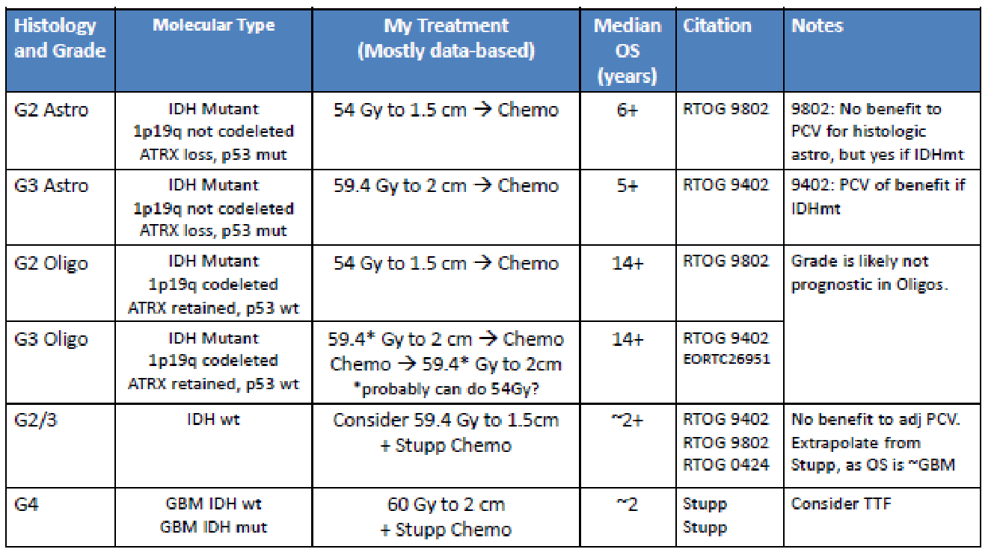 Histology
and Grade
Molecular Type
My Treatment
(Mostly data-based)
Median
OS
(years)
Citation
Notes
G2 Astro
IDH Mutant
1p19q not codeleted
ATRX loss, p53 mut
54 Gy to 1.5 cm → Chemo
6+
RTOG 9802
9802: No benefit to
PCV for histologic
astro, but yes if IDHmt
G3 Astro
IDH Mutant
1p19q not codeleted
ATRX loss, p53 mut
59.4 Gy to 2 cm → Chemo
5+
RTOG 9402
9402: PCV of benefit if
IDHmt
G2 Oligo
IDH Mutant
1p19q codeleted
ATRX retained, p53 wt
54 Gy to 1.5 cm → Chemo
14+
RTOG 9802
Grade is likely not
prognostic in Oligos.
G3 Oligo
IDH Mutant
1p19q codeleted
ATRX retained, p53 wt
59.4* Gy to 2 cm → Chemo
Chemo → 59.4* Gy to 2cm
*probably can do 54Gy?
14+
RTOG 9402
EORTC26951
G2/3
IDH wt
Consider 59.4 Gy to 1.5cm
+ Stupp Chemo
~2+
RTOG 9402
RTOG 9802
RTOG 0424
No benefit to adj PCV.
Extrapolate from
Stupp, as OS is ~GBM
G4
GBM IDH wt
GBM IDH mut
60 Gy to 2 cm
+ Stupp Chemo
~2
Stupp
Stupp
Consider TTF